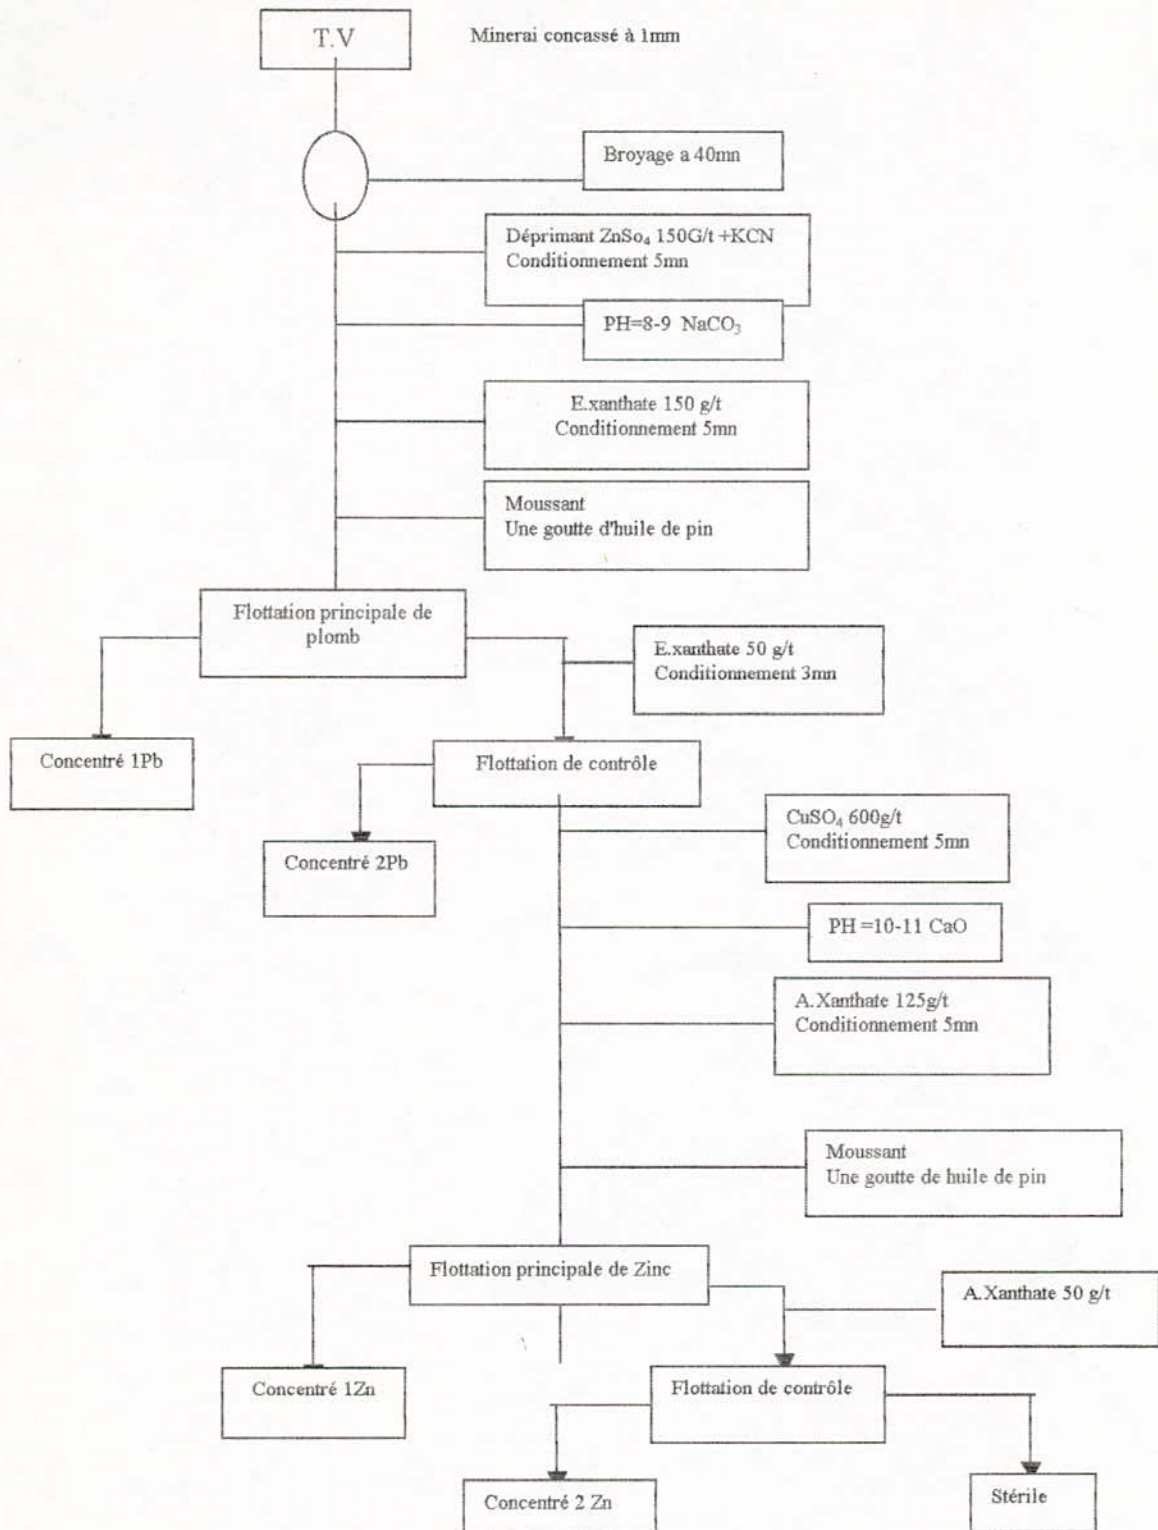 T.V
Minerai concassé à 1mm
Broyage a 40mn
Déprimant ZnSo₄ 150G/t +KCN
Conditionnement 5mn
PH=8-9 NaCO₃
E.xanthate 150 g/t
Conditionnement 5mn
Moussant
Une goutte d'huile de pin
Flottation principale de
plomb
E.xanthate 50 g/t
Conditionnement 3mn
Concentré 1Pb
Flottation de contrôle
Concentré 2Pb
CuSO₄ 600g/t
Conditionnement 5mn
PH =10-11 CaO
A.Xanthate 125g/t
Conditionnement 5mn
Moussant
Une goutte de huile de pin
Flottation principale de Zinc
A.Xanthate 50 g/t
Concentré 1Zn
Flottation de contrôle
Concentré 2 Zn
Stérile